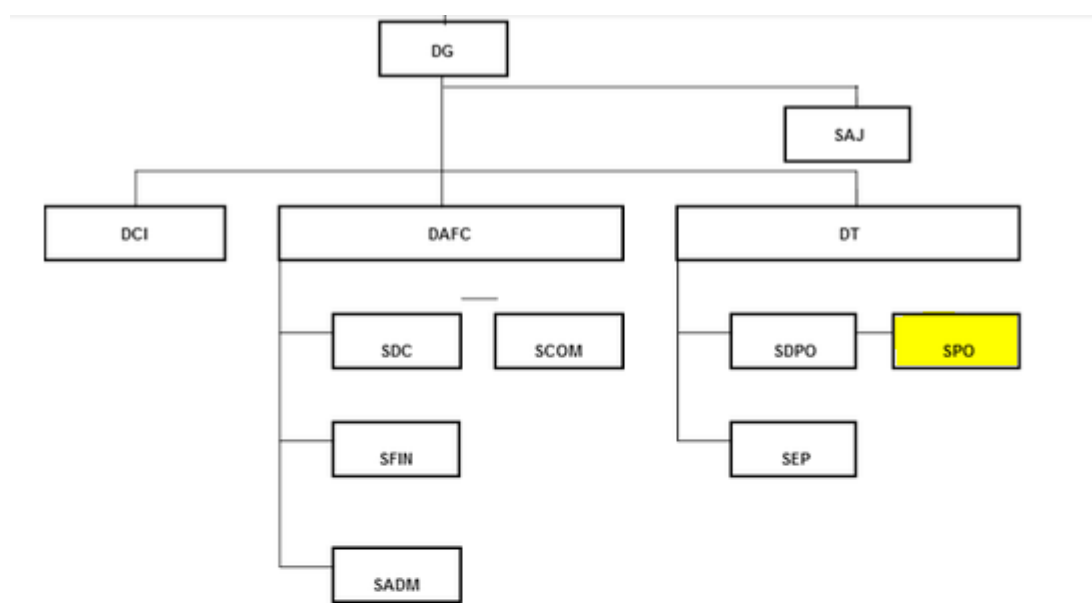 DG
SAJ
DCI
DAFC
DT
SDC
SCOM
SDPO
SPO
SFIN
SEP
SADM